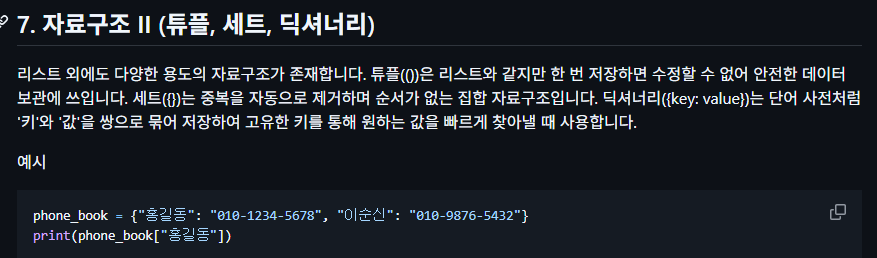 7. 자료구조 II (튜플, 세트, 딕셔너리)
리스트 외에도 다양한 용도의 자료구조가 존재합니다. 튜플(())은 리스트와 같지만 한 번 저장하면 수정할 수 없어 안전한 데이터
보관에 쓰입니다. 세트({})는 중복을 자동으로 제거하며 순서가 없는 집합 자료구조입니다. 딕셔너리({key: value})는 단어 사전처럼
'키'와 '값'을 쌍으로 묶어 저장하여 고유한 키를 통해 원하는 값을 빠르게 찾아낼 때 사용합니다.
예시
phone_book = {"홍길동": "010-1234-5678", "이순신": "010-9876-5432"}
print(phone_book["홍길동"])